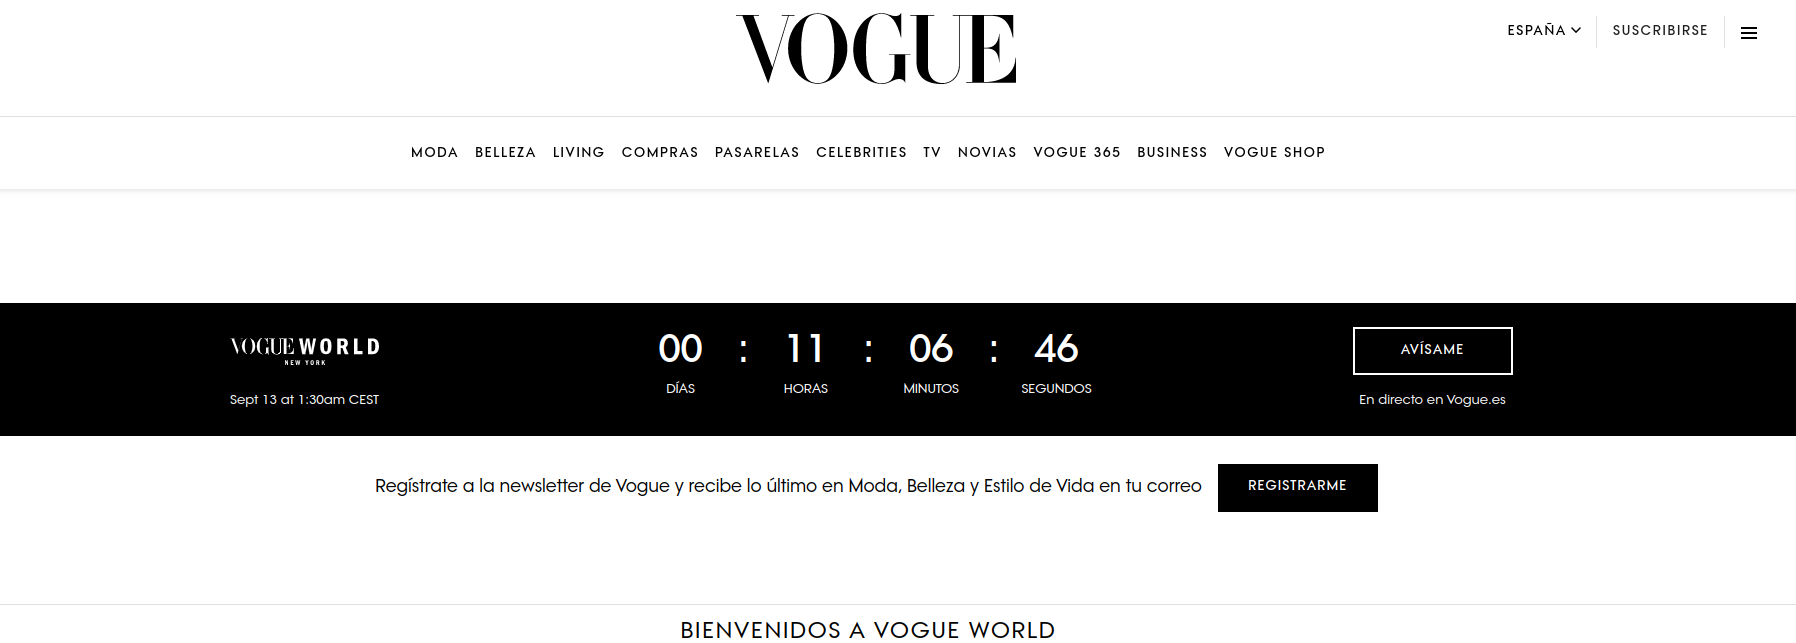 VOGUE
ESPAÑA
SUSCRIBIRSE
MODA BELLEZA LIVING COMPRAS PASARELAS CELEBRITIES TV NOVIAS VOGUE 365 BUSINESS VOGUE SHOP
VOGUE WORLD
NEW YORK
Sept 13 at 1:30am CEST
00 : 11 : 06 : 46
DÍAS HORAS MINUTOS SEGUNDOS
AVÍSAME
En directo en Vogue.es
Regístrate a la newsletter de Vogue y recibe lo último en Moda, Belleza y Estilo de Vida en tu correo
REGISTRARME
BIENVENIDOS A VOGUE WORLD